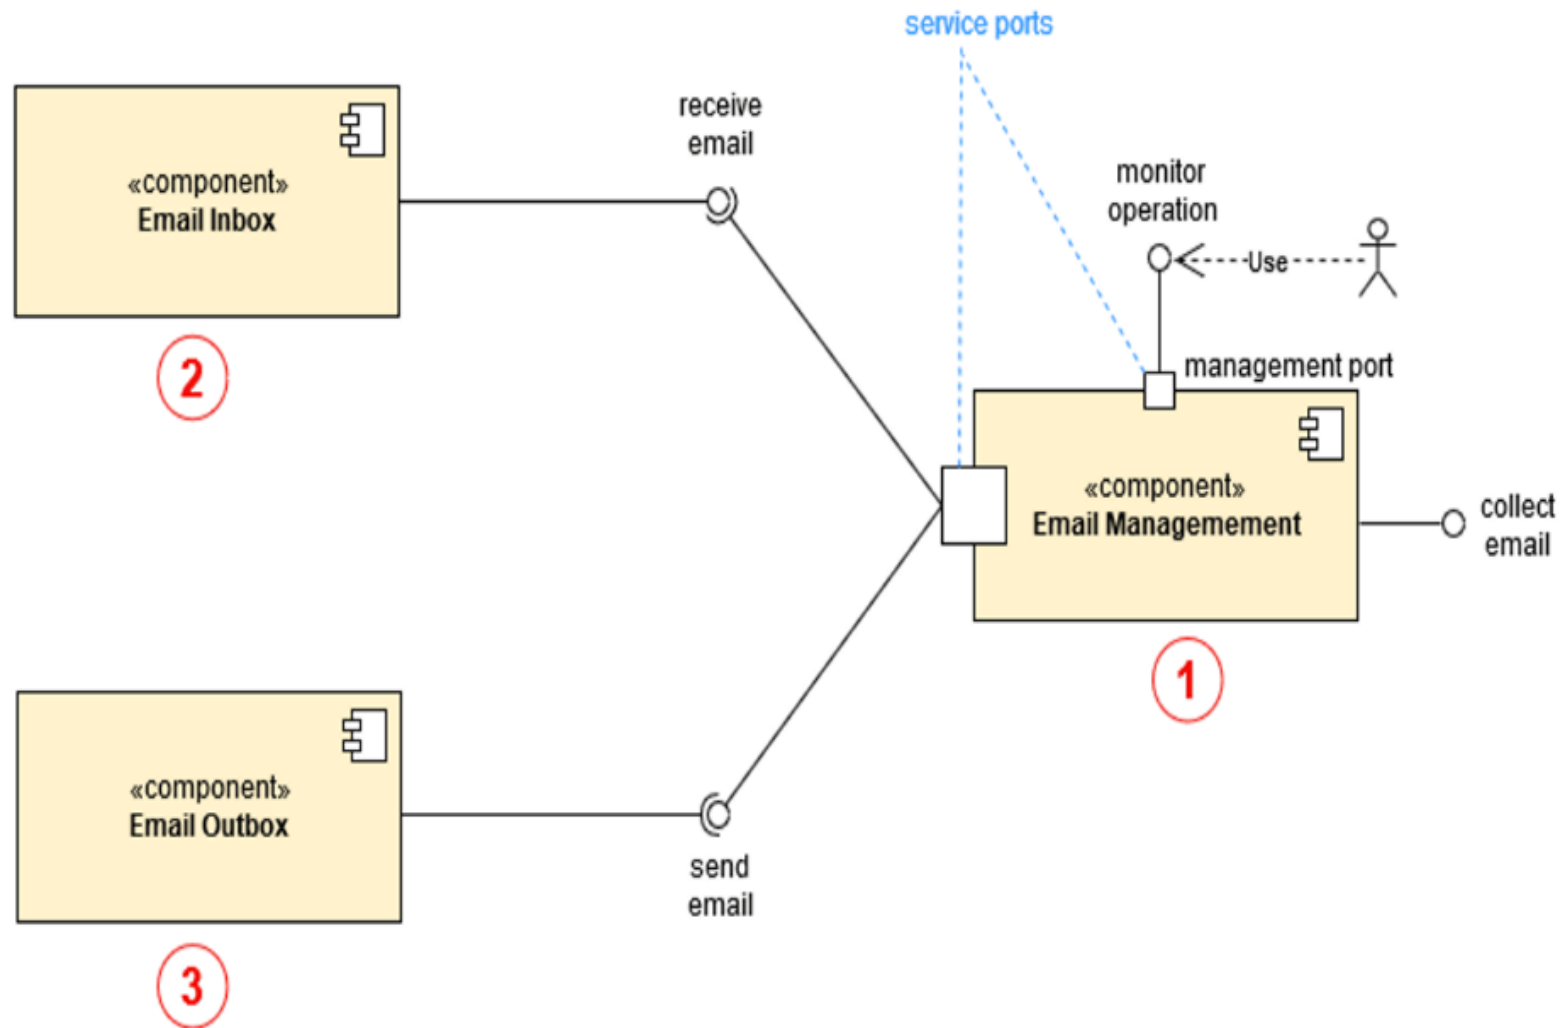 service ports
receive
email
monitor
operation
Use
«component»
Email Inbox
2
management port
«component»
Email Managemement
collect
email
1
«component»
Email Outbox
send
email
3